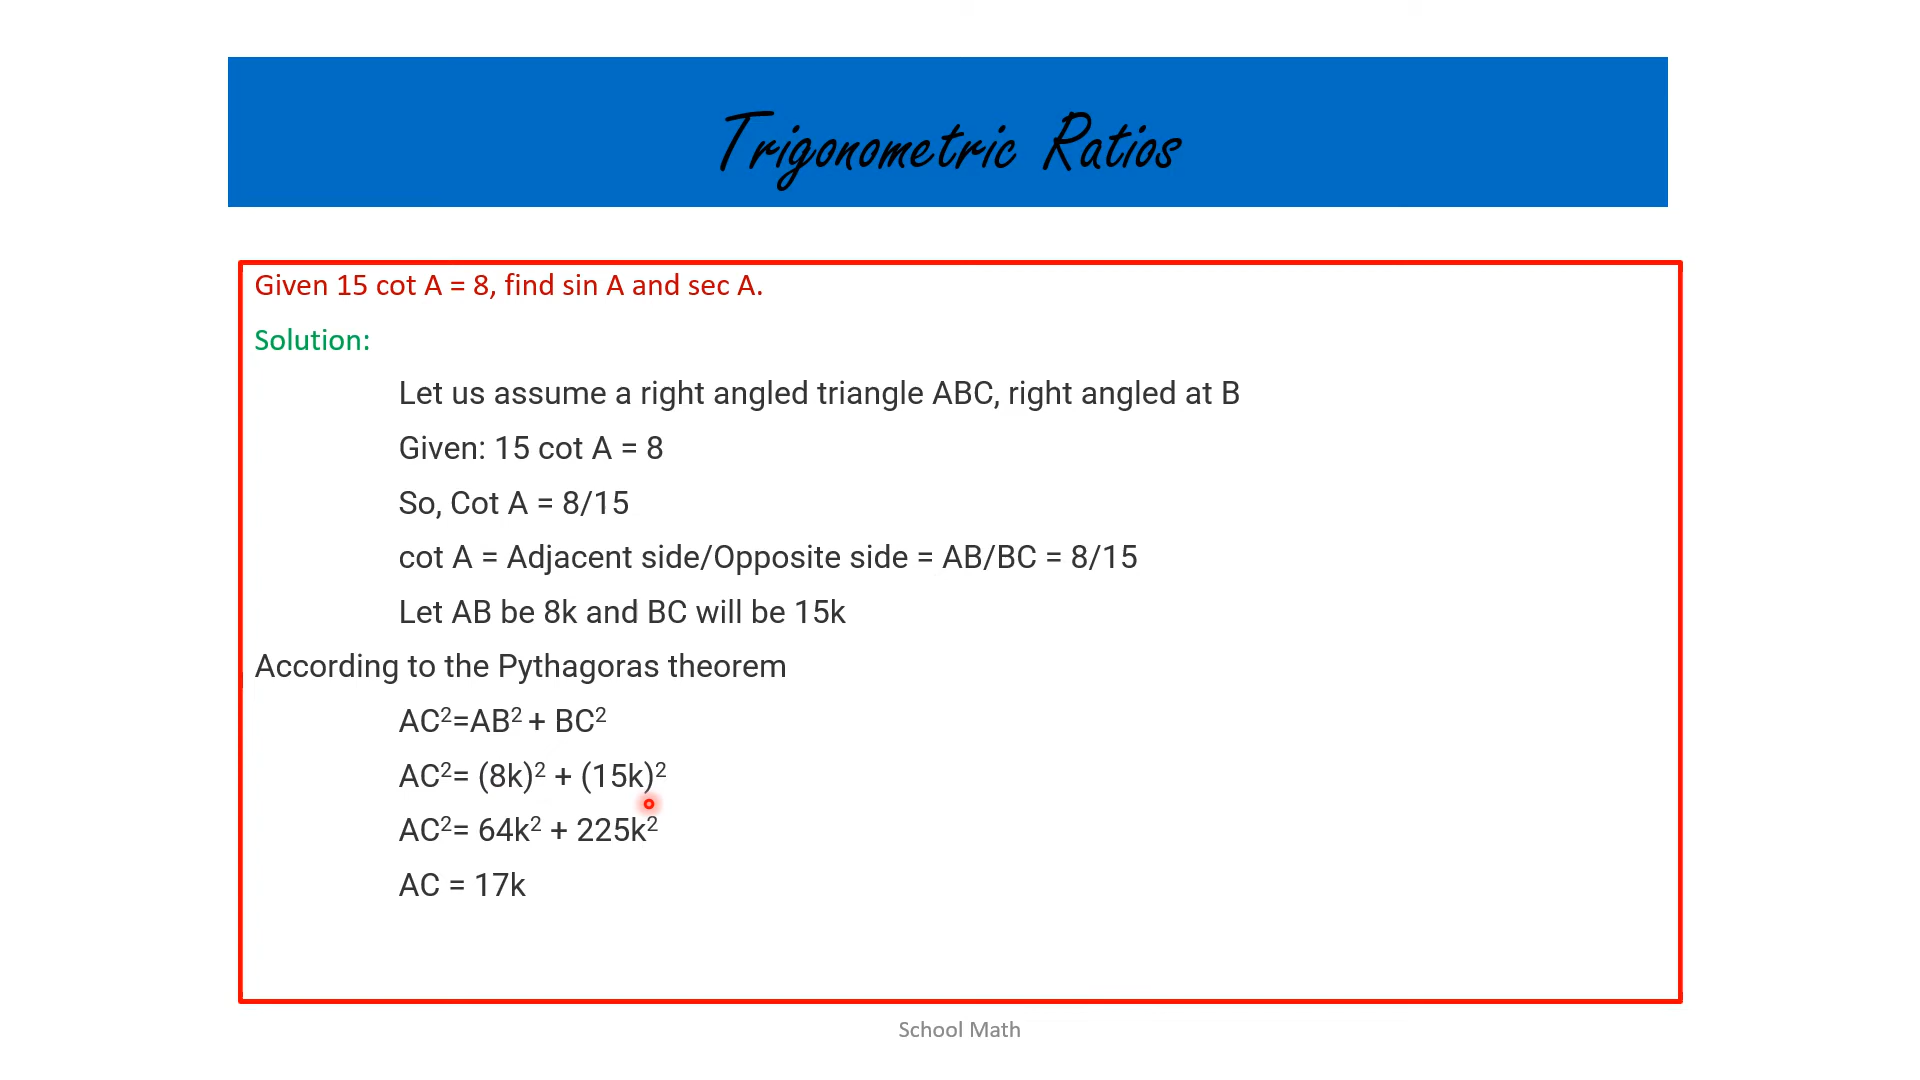 Trigonometric Ratios
Given 15 cot A = 8, find sin A and sec A.
Solution:
Let us assume a right angled triangle ABC, right angled at B
Given: 15 cot A = 8
So, Cot A = 8/15
cot A = Adjacent side/Opposite side = AB/BC = 8/15
Let AB be 8k and BC will be 15k
According to the Pythagoras theorem
AC²=AB² + BC²
AC²= (8k)² + (15k)²
AC²= 64k² + 225k²
AC = 17k
School Math